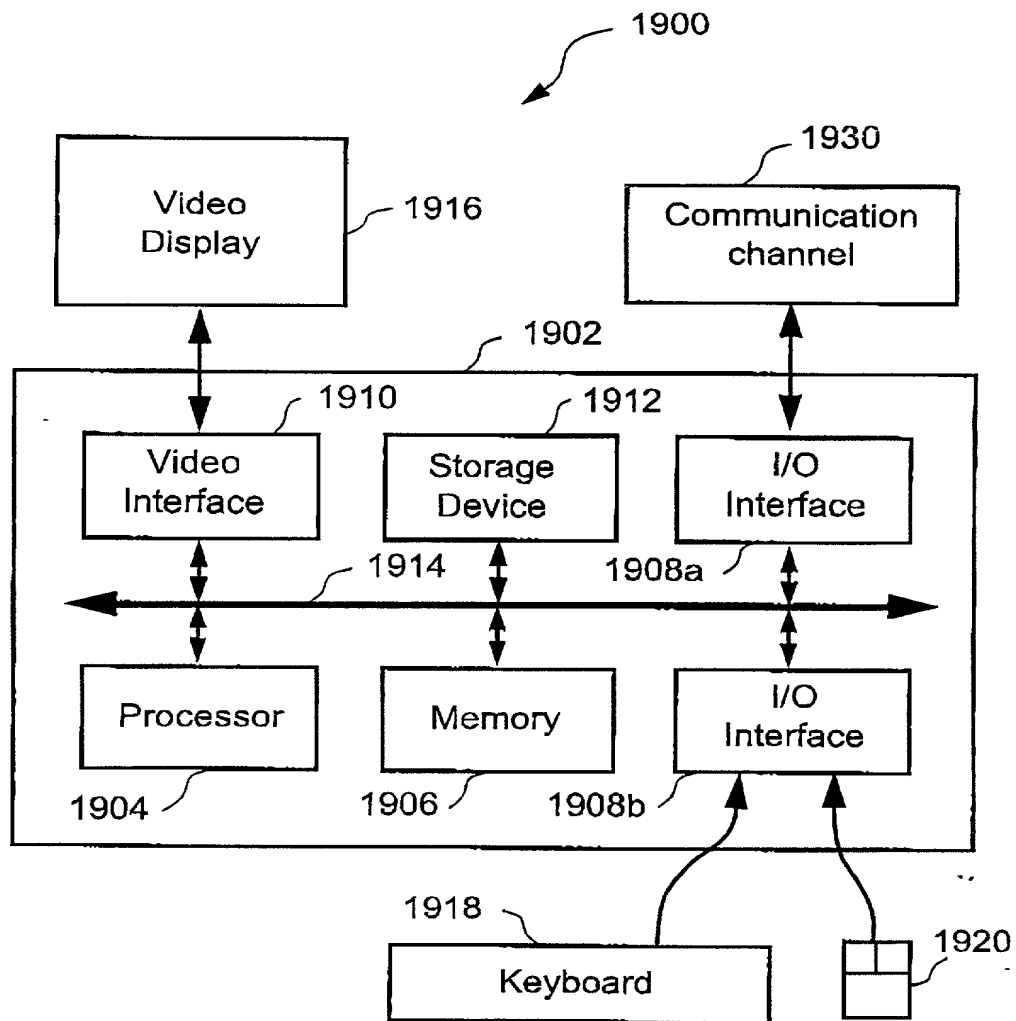 1900
1930
Video
Display
1916
Communication
channel
1902
1910
1912
Video
Interface
Storage
Device
I/O
Interface
1914
1908a
Processor
Memory
I/O
Interface
1904
1906
1908b
1918
Keyboard
1920